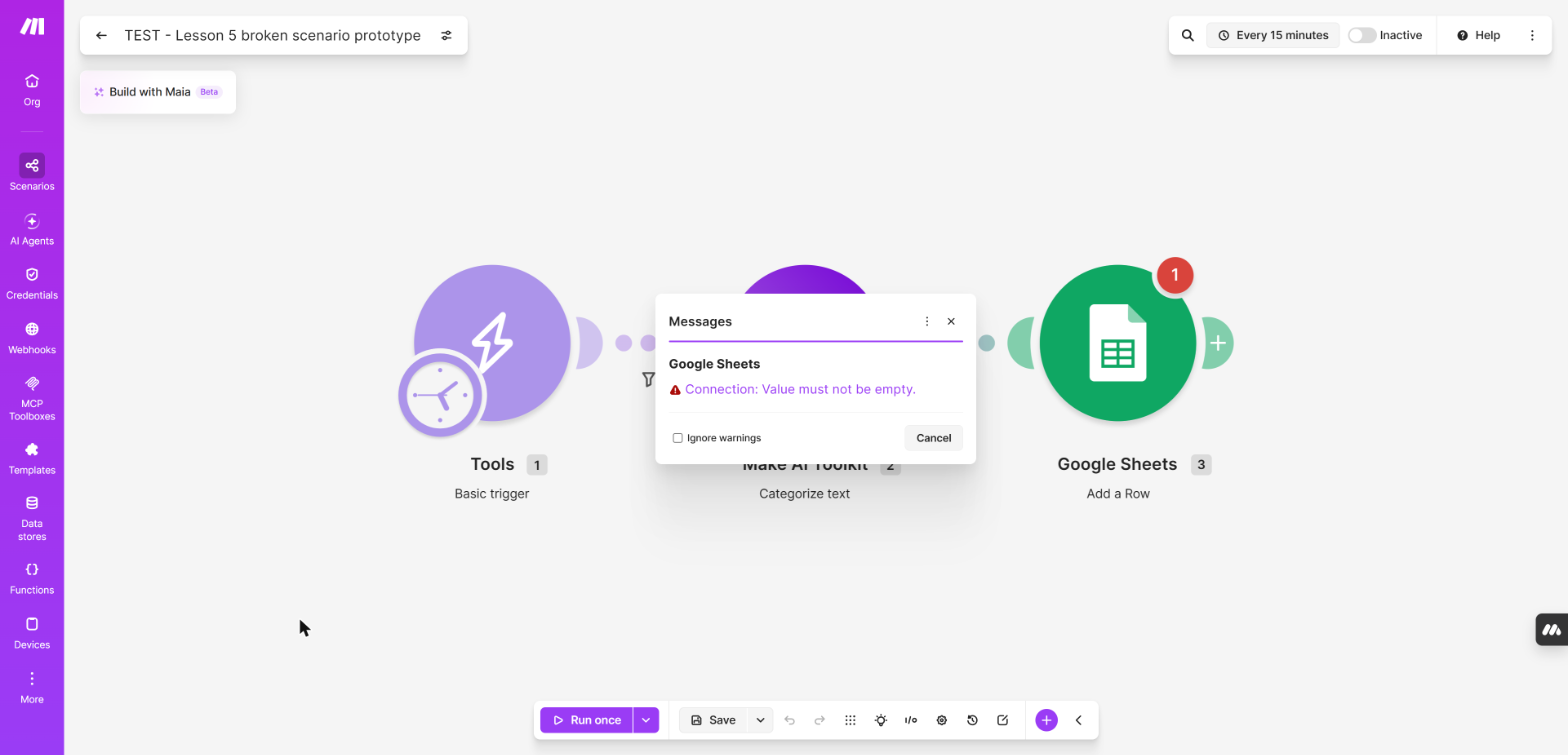 TEST - Lesson 5 broken scenario prototype
Every 15 minutes
Inactive
Help
Build with Maia Beta
Org
Scenarios
AI Agents
Credentials
Webhooks
MCP
Toolboxes
Templates
Data
stores
Functions
Devices
More
1
Messages
Google Sheets
Connection: Value must not be empty.
Ignore warnings
Cancel
Tools 1
Basic trigger
Make AI Toolkit 2
Categorize text
Google Sheets 3
Add a Row
Run once
Save